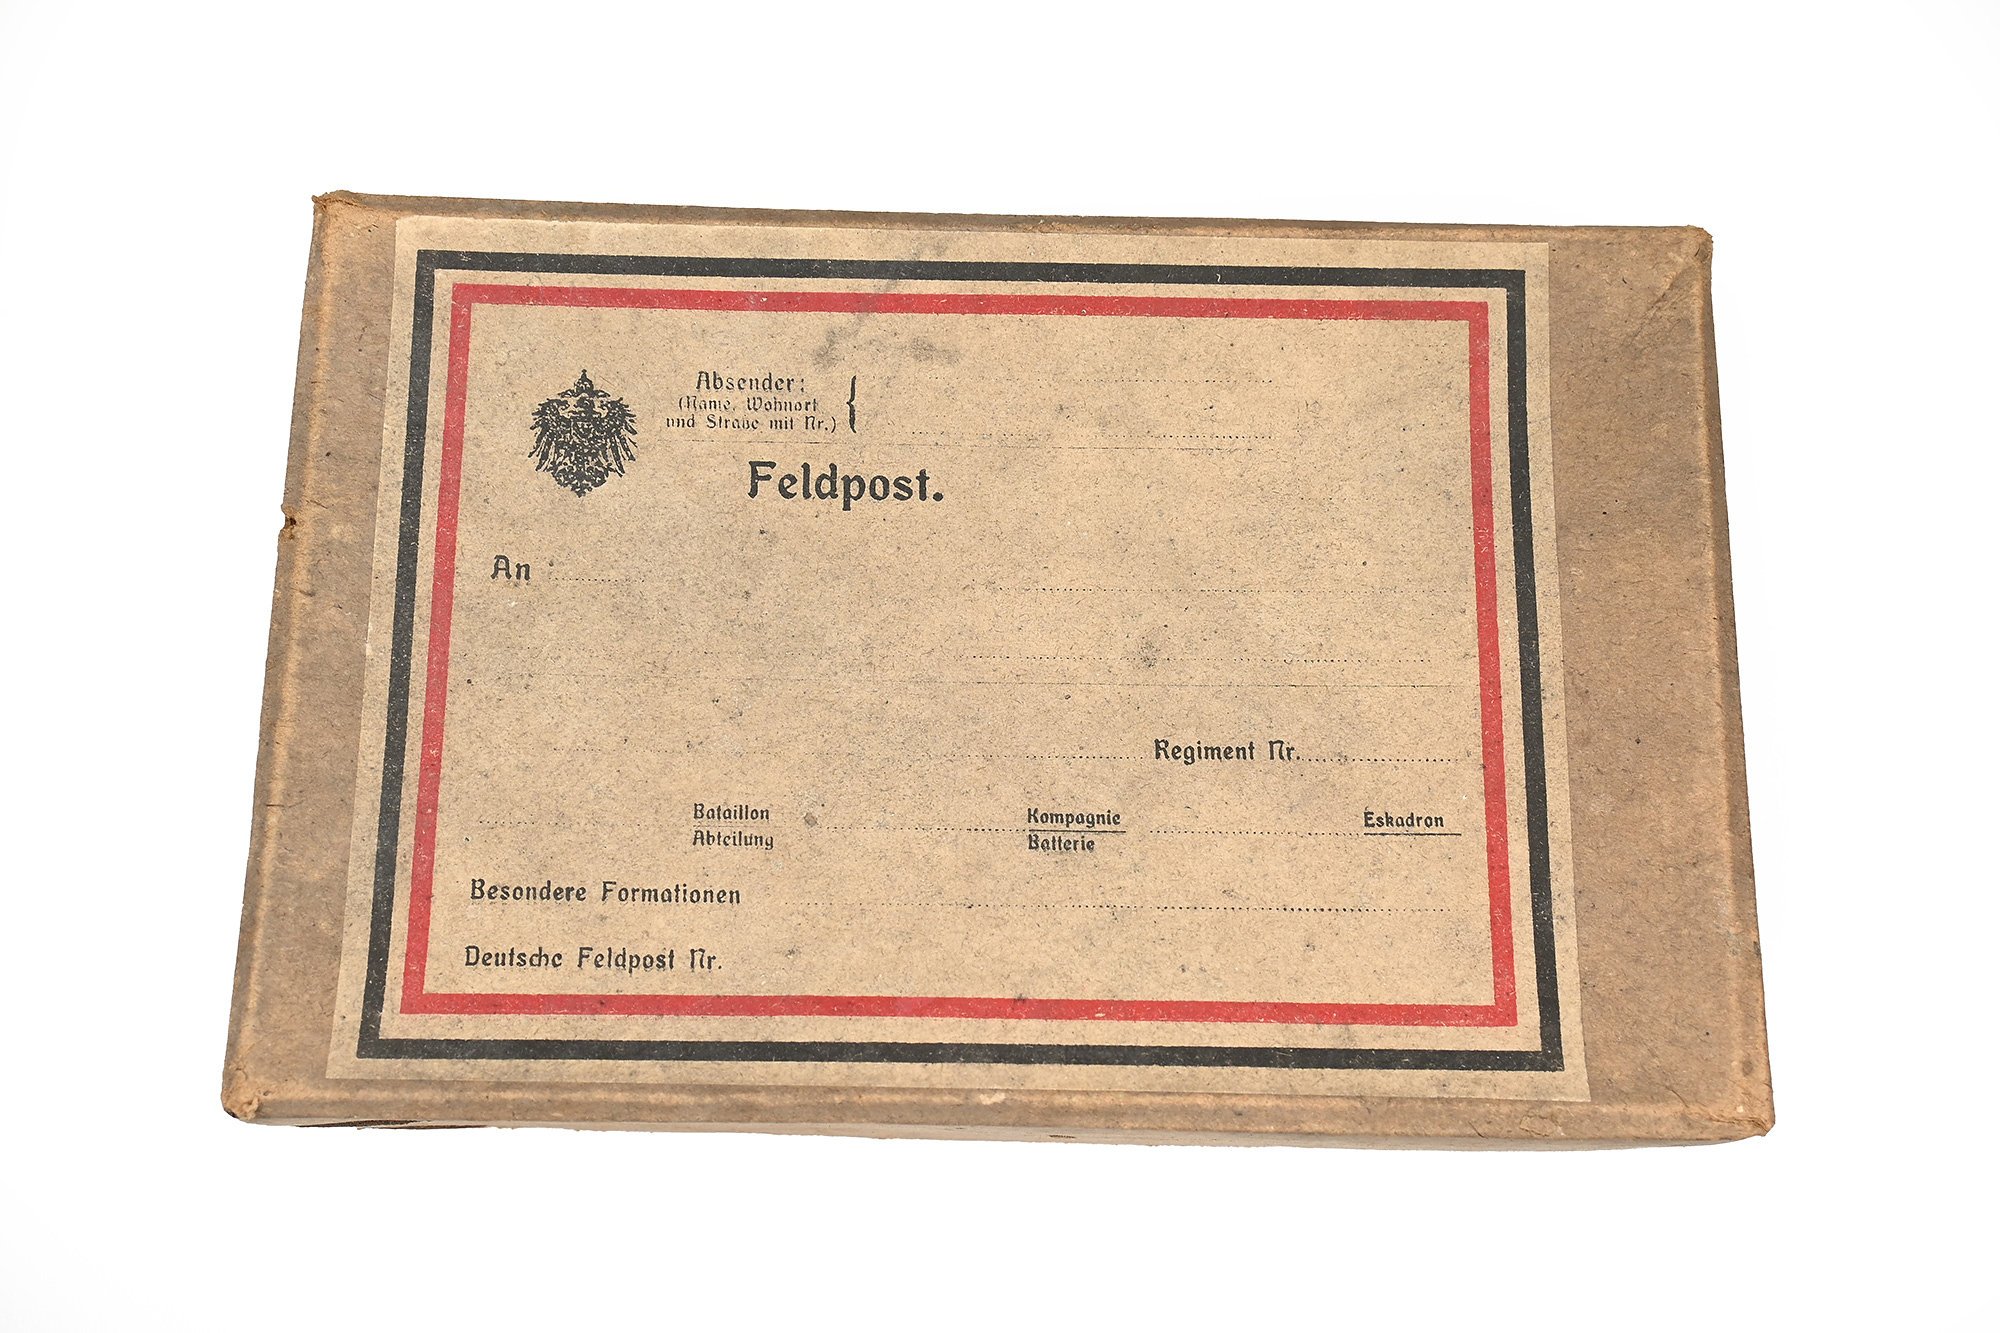 Absender:
(Name, Wohnort
und Straße mit Nr.)
Feldpost.
An
Regiment Nr.
Bataillon Kompagnie Eskadron
Abteilung Batterie
Besondere Formationen
Deutsche Feldpost Nr.